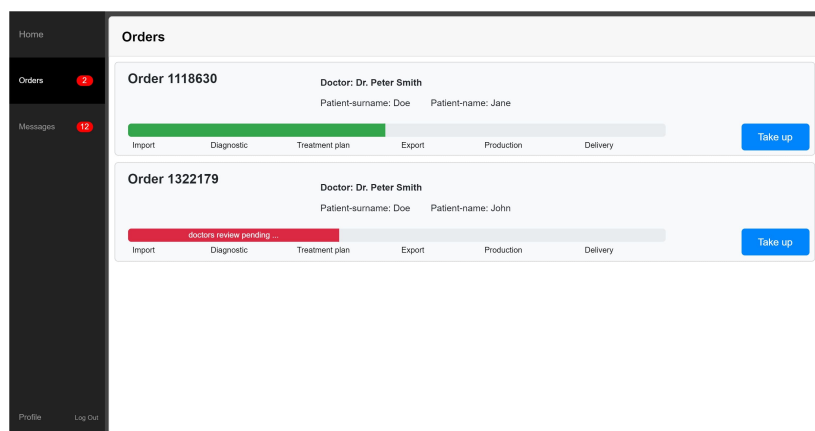 Home
Orders 2
Messages 12
Profile Log Out
Orders
Order 1118630
Doctor: Dr. Peter Smith
Patient-surname: Doe Patient-name: Jane
Import Diagnostic Treatment plan Export Production Delivery
Take up
Order 1322179
Doctor: Dr. Peter Smith
Patient-surname: Doe Patient-name: John
doctors review pending ...
Import Diagnostic Treatment plan Export Production Delivery
Take up